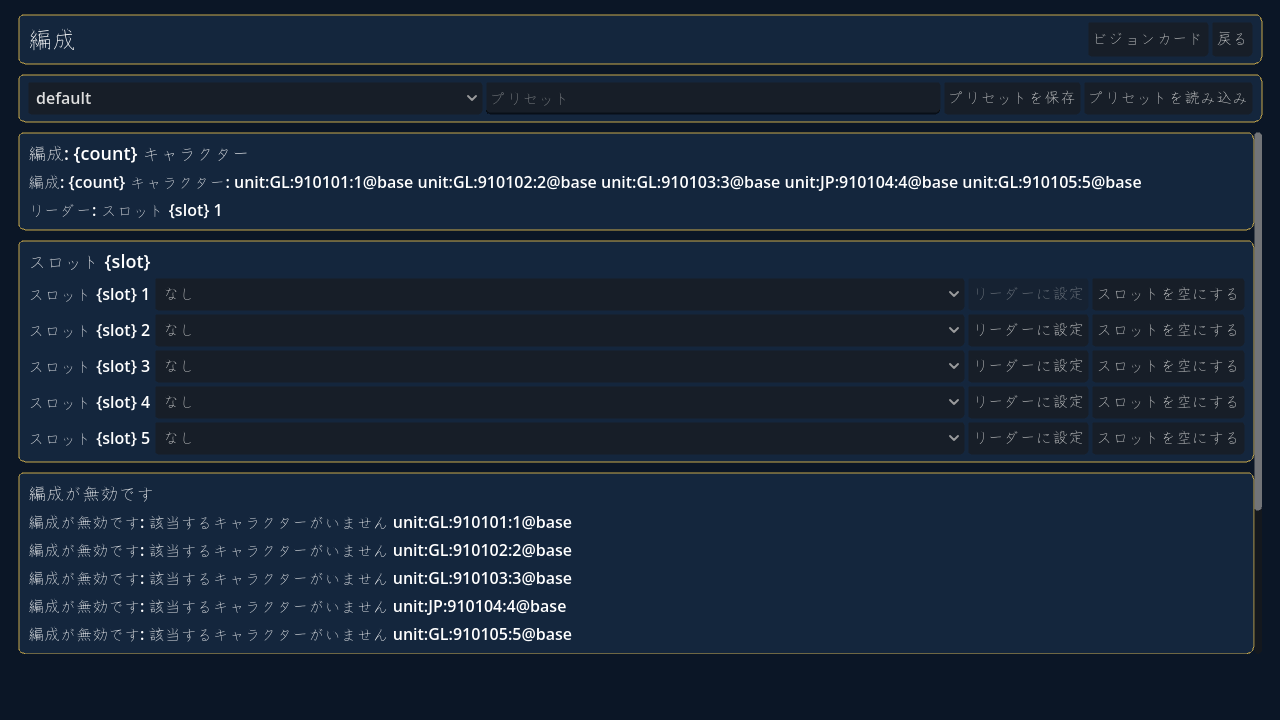 編成
ビジョンカード 戻る
default プリセット プリセットを保存 プリセットを読み込み
編成: {count} キャラクター
編成: {count} キャラクター: unit:GL:910101:1@base unit:GL:910102:2@base unit:GL:910103:3@base unit:JP:910104:4@base unit:GL:910105:5@base
リーダー: スロット {slot} 1
スロット {slot}
スロット {slot} 1 なし リーダーに設定 スロットを空にする
スロット {slot} 2 なし リーダーに設定 スロットを空にする
スロット {slot} 3 なし リーダーに設定 スロットを空にする
スロット {slot} 4 なし リーダーに設定 スロットを空にする
スロット {slot} 5 なし リーダーに設定 スロットを空にする
編成が無効です
編成が無効です: 該当するキャラクターがいません unit:GL:910101:1@base
編成が無効です: 該当するキャラクターがいません unit:GL:910102:2@base
編成が無効です: 該当するキャラクターがいません unit:GL:910103:3@base
編成が無効です: 該当するキャラクターがいません unit:JP:910104:4@base
編成が無効です: 該当するキャラクターがいません unit:GL:910105:5@base